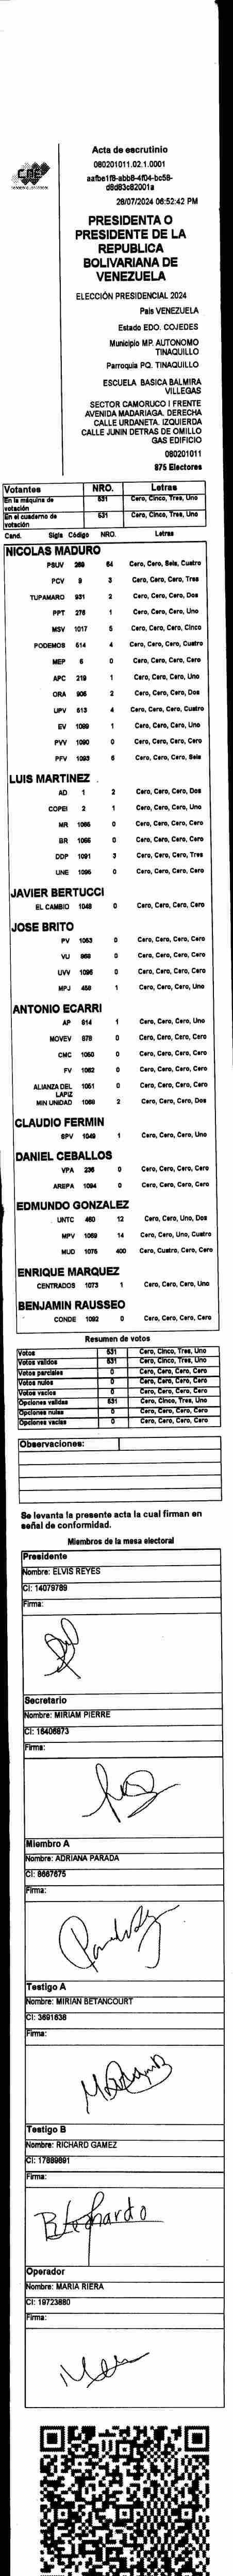 CNE
Acta de escrutinio
080201011.02.1.0001
aafbe1f8-abb8-4f04-bc58-
d8d83c82001a
28/07/2024 06:52:42 PM
PRESIDENTA O
PRESIDENTE DE LA
REPUBLICA
BOLIVARIANA DE
VENEZUELA
ELECCIÓN PRESIDENCIAL 2024
Pais VENEZUELA
Estado EDO. COJEDES
Municipio MP. AUTONOMO
TINAQUILLO
Parroquia PQ. TINAQUILLO
ESCUELA BASICA BALMIRA
VILLEGAS
SECTOR CAMORUCO I FRENTE
AVENIDA MADARIAGA. DERECHA
CALLE URDANETA. IZQUIERDA
CALLE JUNIN DETRAS DE OMILLO
GAS EDIFICIO
080201011
875 Electores
Votantes NRO. Letras
En la máquina de votación 531 Cero, Cinco, Tres, Uno
En el cuaderno de votación 531 Cero, Cinco, Tres, Uno
Cand. Sigla Código NRO. Letras
NICOLAS MADURO
PSUV 269 64 Cero, Cero, Seis, Cuatro
PCV 9 3 Cero, Cero, Cero, Tres
TUPAMARO 931 2 Cero, Cero, Cero, Dos
PPT 276 1 Cero, Cero, Cero, Uno
MSV 1017 5 Cero, Cero, Cero, Cinco
PODEMOS 514 4 Cero, Cero, Cero, Cuatro
MEP 6 0 Cero, Cero, Cero, Cero
APC 219 1 Cero, Cero, Cero, Uno
ORA 906 2 Cero, Cero, Cero, Dos
UPV 613 4 Cero, Cero, Cero, Cuatro
EV 1089 1 Cero, Cero, Cero, Uno
PVV 1090 0 Cero, Cero, Cero, Cero
PFV 1093 6 Cero, Cero, Cero, Seis
LUIS MARTINEZ
AD 1 2 Cero, Cero, Cero, Dos
COPEI 2 1 Cero, Cero, Cero, Uno
MR 1065 0 Cero, Cero, Cero, Cero
BR 1066 0 Cero, Cero, Cero, Cero
DDP 1091 3 Cero, Cero, Cero, Tres
UNE 1095 0 Cero, Cero, Cero, Cero
JAVIER BERTUCCI
EL CAMBIO 1048 0 Cero, Cero, Cero, Cero
JOSE BRITO
PV 1053 0 Cero, Cero, Cero, Cero
VU 868 0 Cero, Cero, Cero, Cero
UVV 1096 0 Cero, Cero, Cero, Cero
MPJ 450 1 Cero, Cero, Cero, Uno
ANTONIO ECARRI
AP 814 1 Cero, Cero, Cero, Uno
MOVEV 878 0 Cero, Cero, Cero, Cero
CMC 1050 0 Cero, Cero, Cero, Cero
FV 1082 0 Cero, Cero, Cero, Cero
ALIANZA DEL LAPIZ 1051 0 Cero, Cero, Cero, Cero
MIN UNIDAD 1068 2 Cero, Cero, Cero, Dos
CLAUDIO FERMIN
SPV 1049 1 Cero, Cero, Cero, Uno
DANIEL CEBALLOS
VPA 236 0 Cero, Cero, Cero, Cero
AREPA 1094 0 Cero, Cero, Cero, Cero
EDMUNDO GONZALEZ
UNTC 460 12 Cero, Cero, Uno, Dos
MPV 1069 14 Cero, Cero, Uno, Cuatro
MUD 1075 400 Cero, Cuatro, Cero, Cero
ENRIQUE MARQUEZ
CENTRADOS 1073 1 Cero, Cero, Cero, Uno
BENJAMIN RAUSSEO
CONDE 1092 0 Cero, Cero, Cero, Cero
Resumen de votos
Votos 531 Cero, Cinco, Tres, Uno
Votos validos 531 Cero, Cinco, Tres, Uno
Votos parciales 0 Cero, Cero, Cero, Cero
Votos nulos 0 Cero, Cero, Cero, Cero
Votos vacios 0 Cero, Cero, Cero, Cero
Opciones validas 531 Cero, Cinco, Tres, Uno
Opciones nulas 0 Cero, Cero, Cero, Cero
Opciones vacias 0 Cero, Cero, Cero, Cero
Observaciones:
Se levanta la presente acta la cual firman en
señal de conformidad.
Miembros de la mesa electoral
Presidente
Nombre: ELVIS REYES
CI: 14079789
Firma:
Secretario
Nombre: MIRIAM PIERRE
CI: 16406873
Firma:
Miembro A
Nombre: ADRIANA PARADA
CI: 8667675
Firma:
Testigo A
Nombre: MIRIAN BETANCOURT
CI: 3691638
Firma:
Testigo B
Nombre: RICHARD GAMEZ
CI: 17889891
Firma:
Operador
Nombre: MARIA RIERA
CI: 19723880
Firma: